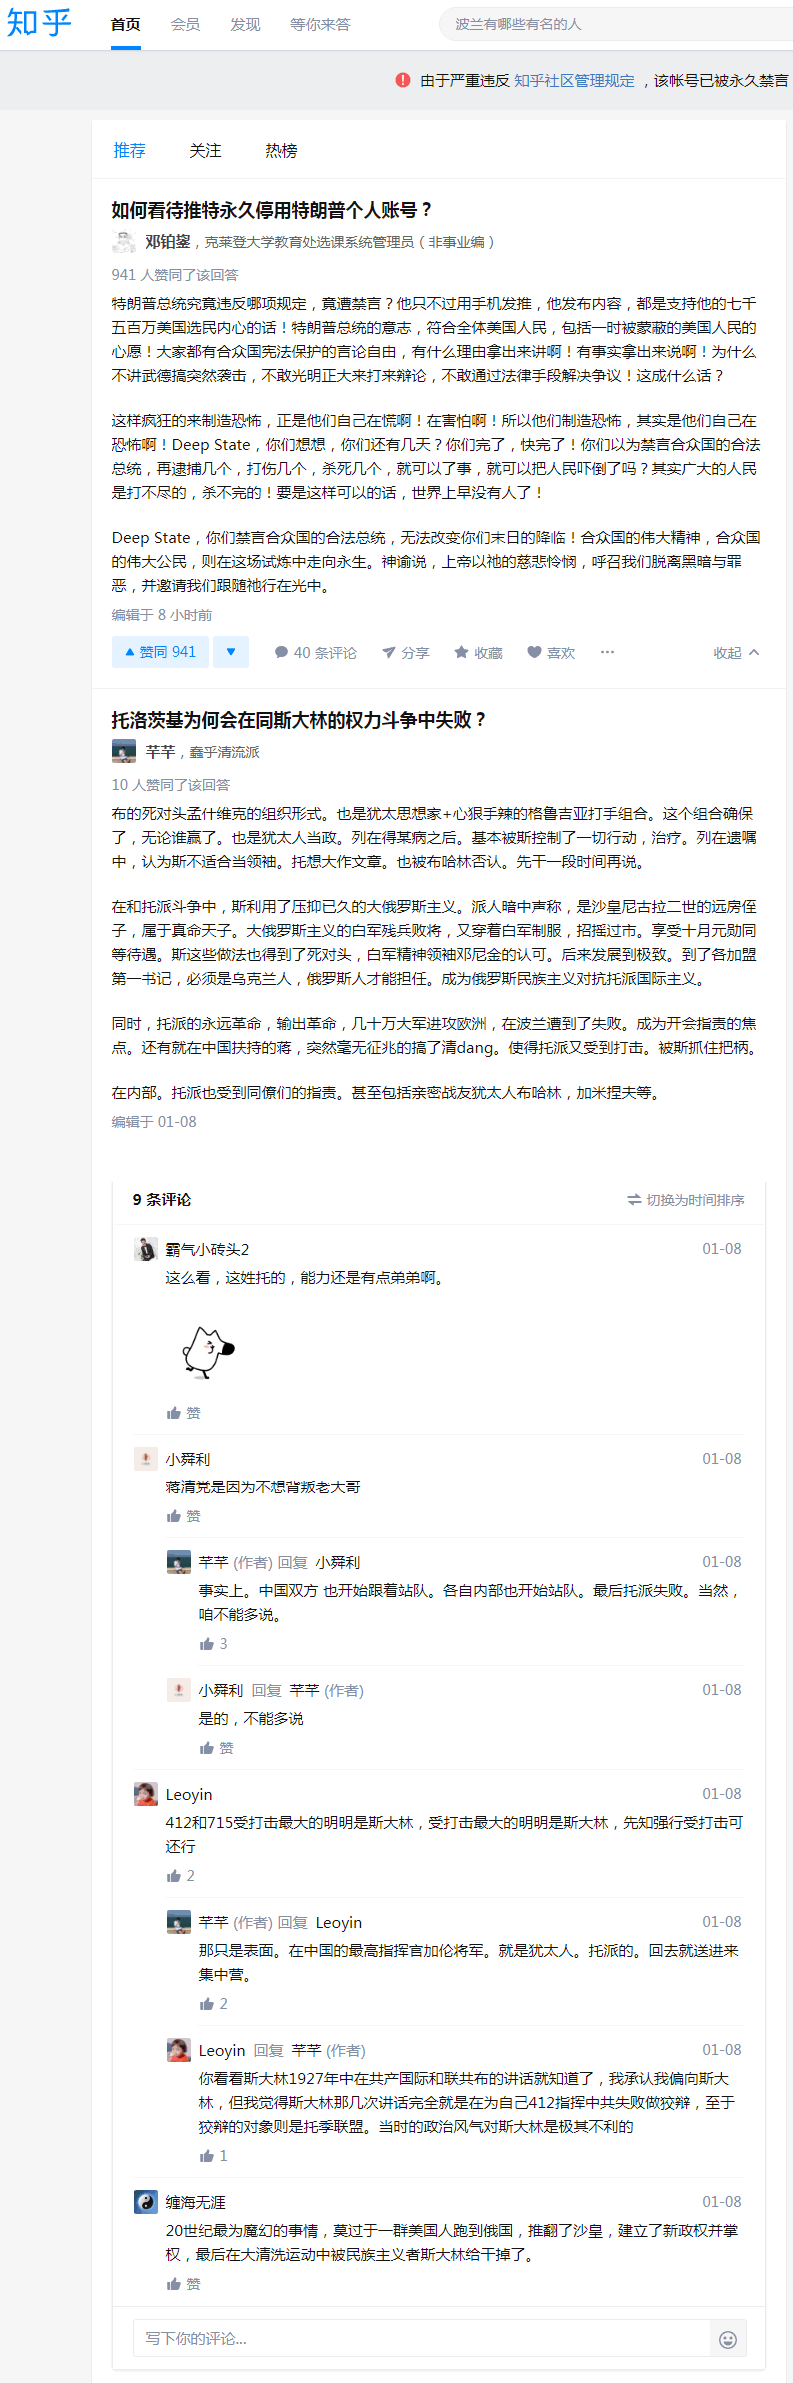 知乎 首页 会员 发现 等你来答 波兰有哪些有名的人
由于严重违反 知乎社区管理规定 ，该帐号已被永久禁言
推荐 关注 热榜
如何看待推特永久停用特朗普个人账号？
邓铂鋆，克莱登大学教育处选课系统管理员（非事业编）
941 人赞同了该回答
特朗普总统究竟违反哪项规定，竟遭禁言？他只不过用手机发推，他发布内容，都是支持他的七千
五百万美国选民内心的话！特朗普总统的意志，符合全体美国人民，包括一时被蒙蔽的美国人民的
心愿！大家都有合众国宪法保护的言论自由，有什么理由拿出来讲啊！有事实拿出来说啊！为什么
不讲武德搞突然袭击，不敢光明正大来打来辩论，不敢通过法律手段解决争议！这成什么话？
这样疯狂的来制造恐怖，正是他们自己在慌啊！在害怕啊！所以他们制造恐怖，其实是他们自己在
恐怖啊！Deep State，你们想想，你们还有几天？你们完了，快完了！你们以为禁言合众国的合法
总统，再逮捕几个，打伤几个，杀死几个，就可以了事，就可以把人民吓倒了吗？其实广大的人民
是打不尽的，杀不完的！要是这样可以的话，世界上早没有人了！
Deep State，你们禁言合众国的合法总统，无法改变你们末日的降临！合众国的伟大精神，合众国
的伟大公民，则在这场试炼中走向永生。神谕说，上帝以祂的慈悲怜悯，呼召我们脱离黑暗与罪
恶，并邀请我们跟随祂行在光中。
编辑于 8 小时前
赞同 941 40 条评论 分享 收藏 喜欢 收起
托洛茨基为何会在同斯大林的权力斗争中失败？
芊芊，蠢乎清流派
10 人赞同了该回答
布的死对头孟什维克的组织形式。也是犹太思想家+心狠手辣的格鲁吉亚打手组合。这个组合确保
了，无论谁赢了。也是犹太人当政。列在得某病之后。基本被斯控制了一切行动，治疗。列在遗嘱
中，认为斯不适合当领袖。托想大作文章。也被布哈林否认。先干一段时间再说。
在和托派斗争中，斯利用了压抑已久的大俄罗斯主义。派人暗中声称，是沙皇尼古拉二世的远房侄
子，属于真命天子。大俄罗斯主义的白军残兵败将，又穿着白军制服，招摇过市。享受十月元勋同
等待遇。斯这些做法也得到了死对头，白军精神领袖邓尼金的认可。后来发展到极致。到了各加盟
第一书记，必须是乌克兰人，俄罗斯人才能担任。成为俄罗斯民族主义对抗托派国际主义。
同时，托派的永远革命，输出革命，几十万大军进攻欧洲，在波兰遭到了失败。成为开会指责的焦
点。还有就在中国扶持的蒋，突然毫无征兆的搞了清dang。使得托派又受到打击。被斯抓住把柄。
在内部。托派也受到同僚们的指责。甚至包括亲密战友犹太人布哈林，加米捏夫等。
编辑于 01-08
9 条评论 切换为时间排序
霸气小砖头2 01-08
这么看，这姓托的，能力还是有点弟弟啊。
赞
小舜利 01-08
蒋清党是因为不想背叛老大哥
赞
芊芊 (作者) 回复 小舜利 01-08
事实上。中国双方 也开始跟着站队。各自内部也开始站队。最后托派失败。当然，
咱不能多说。
3
小舜利 回复 芊芊 (作者) 01-08
是的，不能多说
赞
Leoyin 01-08
412和715受打击最大的明明是斯大林，受打击最大的明明是斯大林，先知强行受打击可
还行
2
芊芊 (作者) 回复 Leoyin 01-08
那只是表面。在中国的最高指挥官加伦将军。就是犹太人。托派的。回去就送进来
集中营。
2
Leoyin 回复 芊芊 (作者) 01-08
你看看斯大林1927年中在共产国际和联共布的讲话就知道了，我承认我偏向斯大
林，但我觉得斯大林那几次讲话完全就是在为自己412指挥中共失败做狡辩，至于
狡辩的对象则是托季联盟。当时的政治风气对斯大林是极其不利的
1
缠海无涯 01-08
20世纪最为魔幻的事情，莫过于一群美国人跑到俄国，推翻了沙皇，建立了新政权并掌
权，最后在大清洗运动中被民族主义者斯大林给干掉了。
赞
写下你的评论...